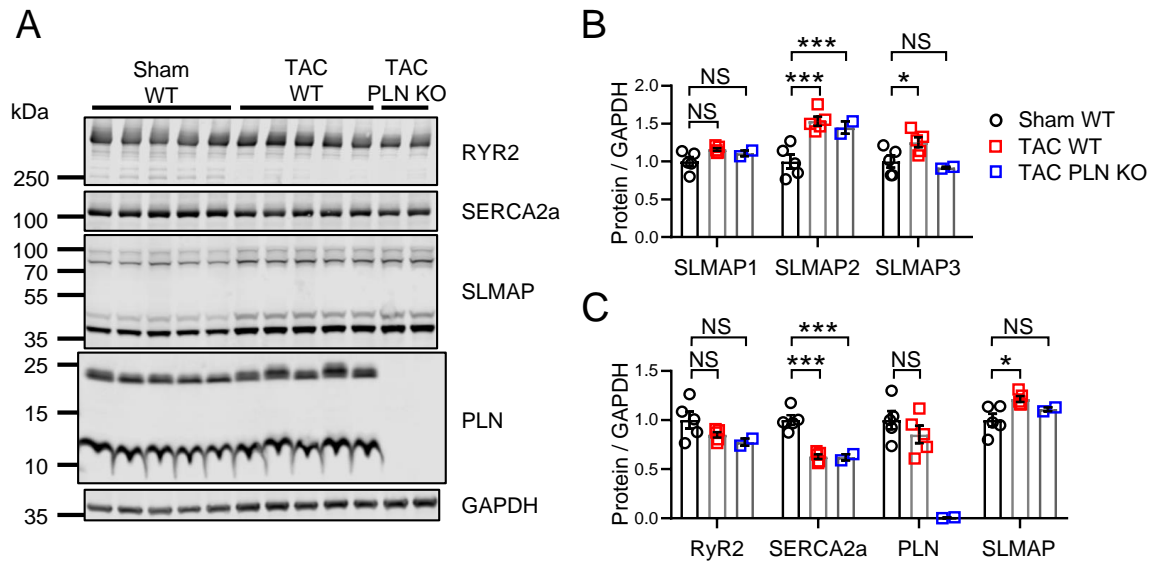 A
Sham
WT
TAC
WT
TAC
PLN KO
kDa
RYR2
250
SERCA2a
100
100
70
55
35
SLMAP
25
15
10
PLN
35
GAPDH
B
Protein / GAPDH
2.0
1.5
1.0
0.5
0.0
NS
NS
***
***
NS
*
SLMAP1 SLMAP2 SLMAP3
Sham WT
TAC WT
TAC PLN KO
C
Protein / GAPDH
1.5
1.0
0.5
0.0
NS
NS
***
***
NS
NS
*
RyR2 SERCA2a PLN SLMAP